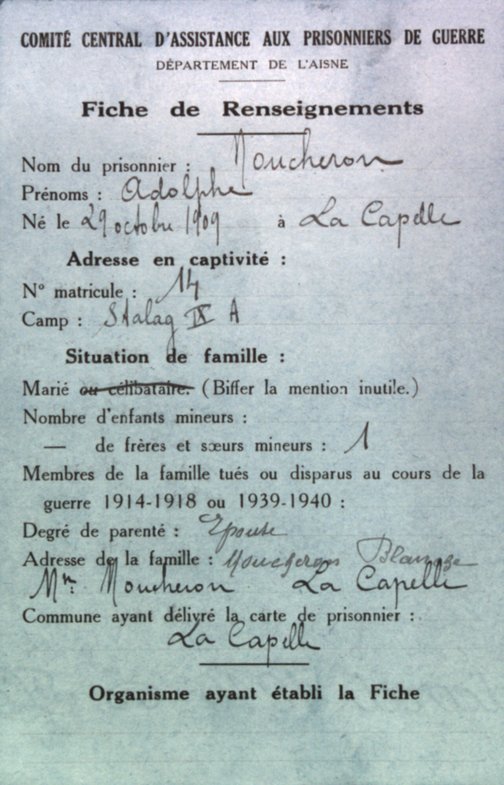 COMITÉ CENTRAL D'ASSISTANCE AUX PRISONNIERS DE GUERRE
DÉPARTEMENT DE L'AISNE
Fiche de Renseignements
Nom du prisonnier : Moucheron
Prénoms : Adolphe
Né le 29 octobre 1909 à La Capelle
Adresse en captivité :
N° matricule : 14
Camp : Stalag IX A
Situation de famille :
Marié ou célibataire. (Biffer la mention inutile.)
Nombre d'enfants mineurs :
— de frères et sœurs mineurs : 1
Membres de la famille tués ou disparus au cours de la
guerre 1914-1918 ou 1939-1940 :
Degré de parenté : Epouse
Adresse de la famille : Moucheron
Moucheron La Capelle
Commune ayant délivré la carte de prisonnier :
La Capelle
Organisme ayant établi la Fiche